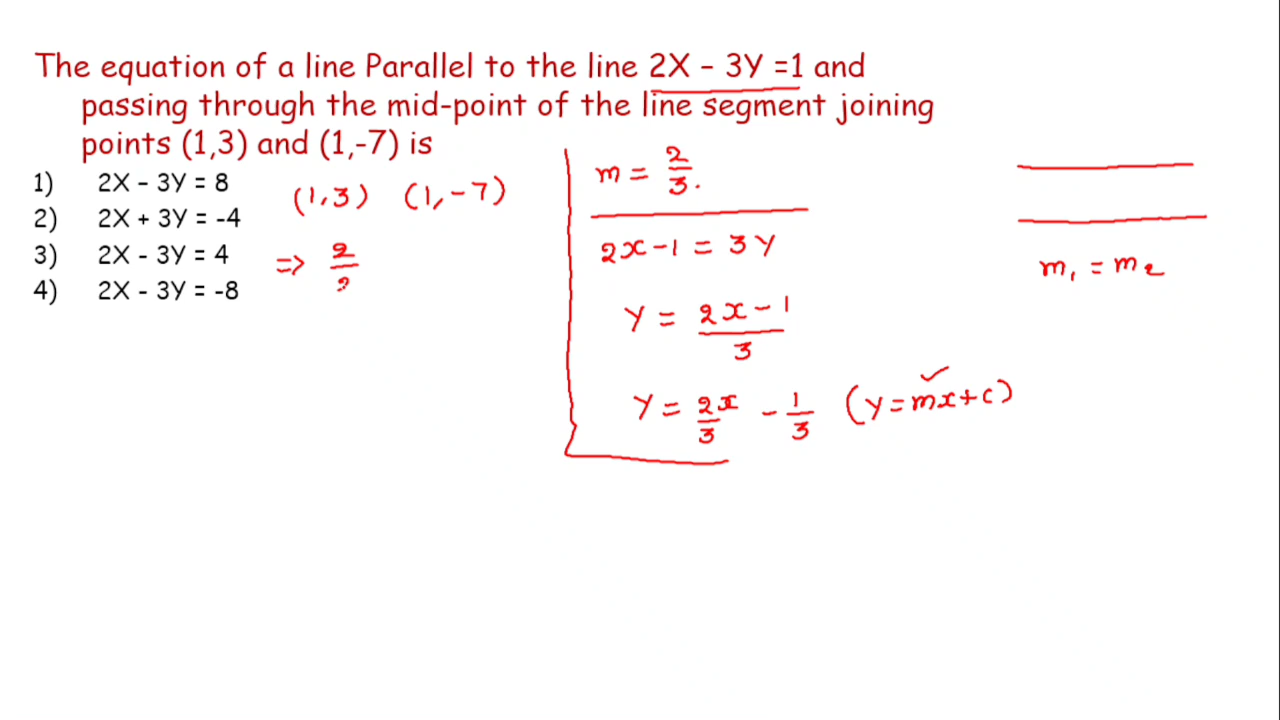 The equation of a line Parallel to the line 2X - 3Y =1 and
passing through the mid-point of the line segment joining
points (1,3) and (1,-7) is
1) 2X - 3Y = 8
2) 2X + 3Y = -4
3) 2X - 3Y = 4
4) 2X - 3Y = -8
(1,3) (1,-7)
=> 2/2
m = 2/3.
2x-1 = 3Y
Y = 2x-1/3
Y = 2x/3 - 1/3 (y=mx+c)
m1 = m2